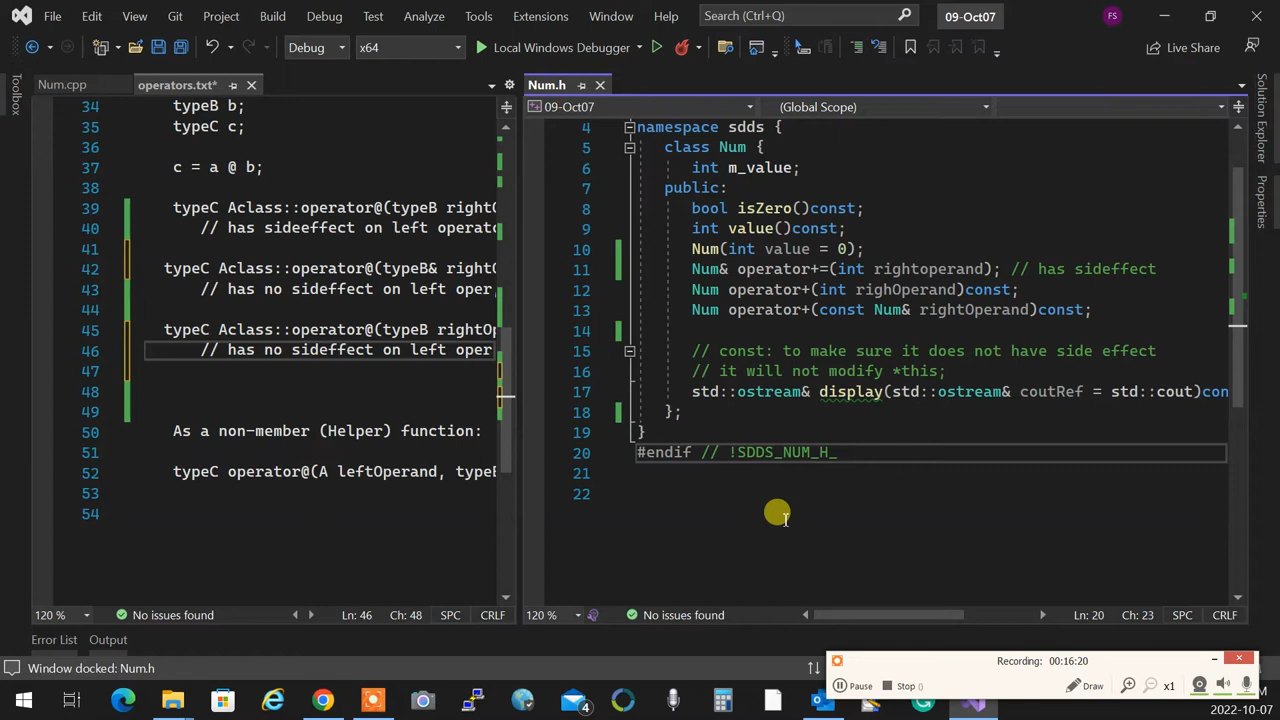 File Edit View Git Project Build Debug Test Analyze Tools Extensions Window Help Search (Ctrl+Q) 09-Oct07 FS
Debug x64 Local Windows Debugger Live Share
Toolbox
Num.cpp operators.txt*
34 typeB b;
35 typeC c;
36
37 c = a @ b;
38
39 typeC Aclass::operator@(typeB rightO
40 // has sideeffect on left operato
41
42 typeC Aclass::operator@(typeB& rightO
43 // has no sideffect on left oper
44
45 typeC Aclass::operator@(typeB rightOp
46 // has no sideffect on left oper
47
48
49
50 As a non-member (Helper) function:
51
52 typeC operator@(A leftOperand, type
53
54
120 % No issues found Ln: 46 Ch: 48 SPC CRLF
Num.h
09-Oct07 (Global Scope)
4 namespace sdds {
5 class Num {
6 int m_value;
7 public:
8 bool isZero()const;
9 int value()const;
10 Num(int value = 0);
11 Num& operator+=(int rightoperand); // has sideffect
12 Num operator+(int righOperand)const;
13 Num operator+(const Num& rightOperand)const;
14
15 // const: to make sure it does not have side effect
16 // it will not modify *this;
17 std::ostream& display(std::ostream& coutRef = std::cout)con
18 };
19 }
20 #endif // !SDDS_NUM_H_
21
22
120 % No issues found Ln: 20 Ch: 23 SPC CRLF
Solution Explorer
Properties
Error List Output
Window docked: Num.h
Recording: 00:16:20
Pause Stop Draw x1
4
2022-10-07